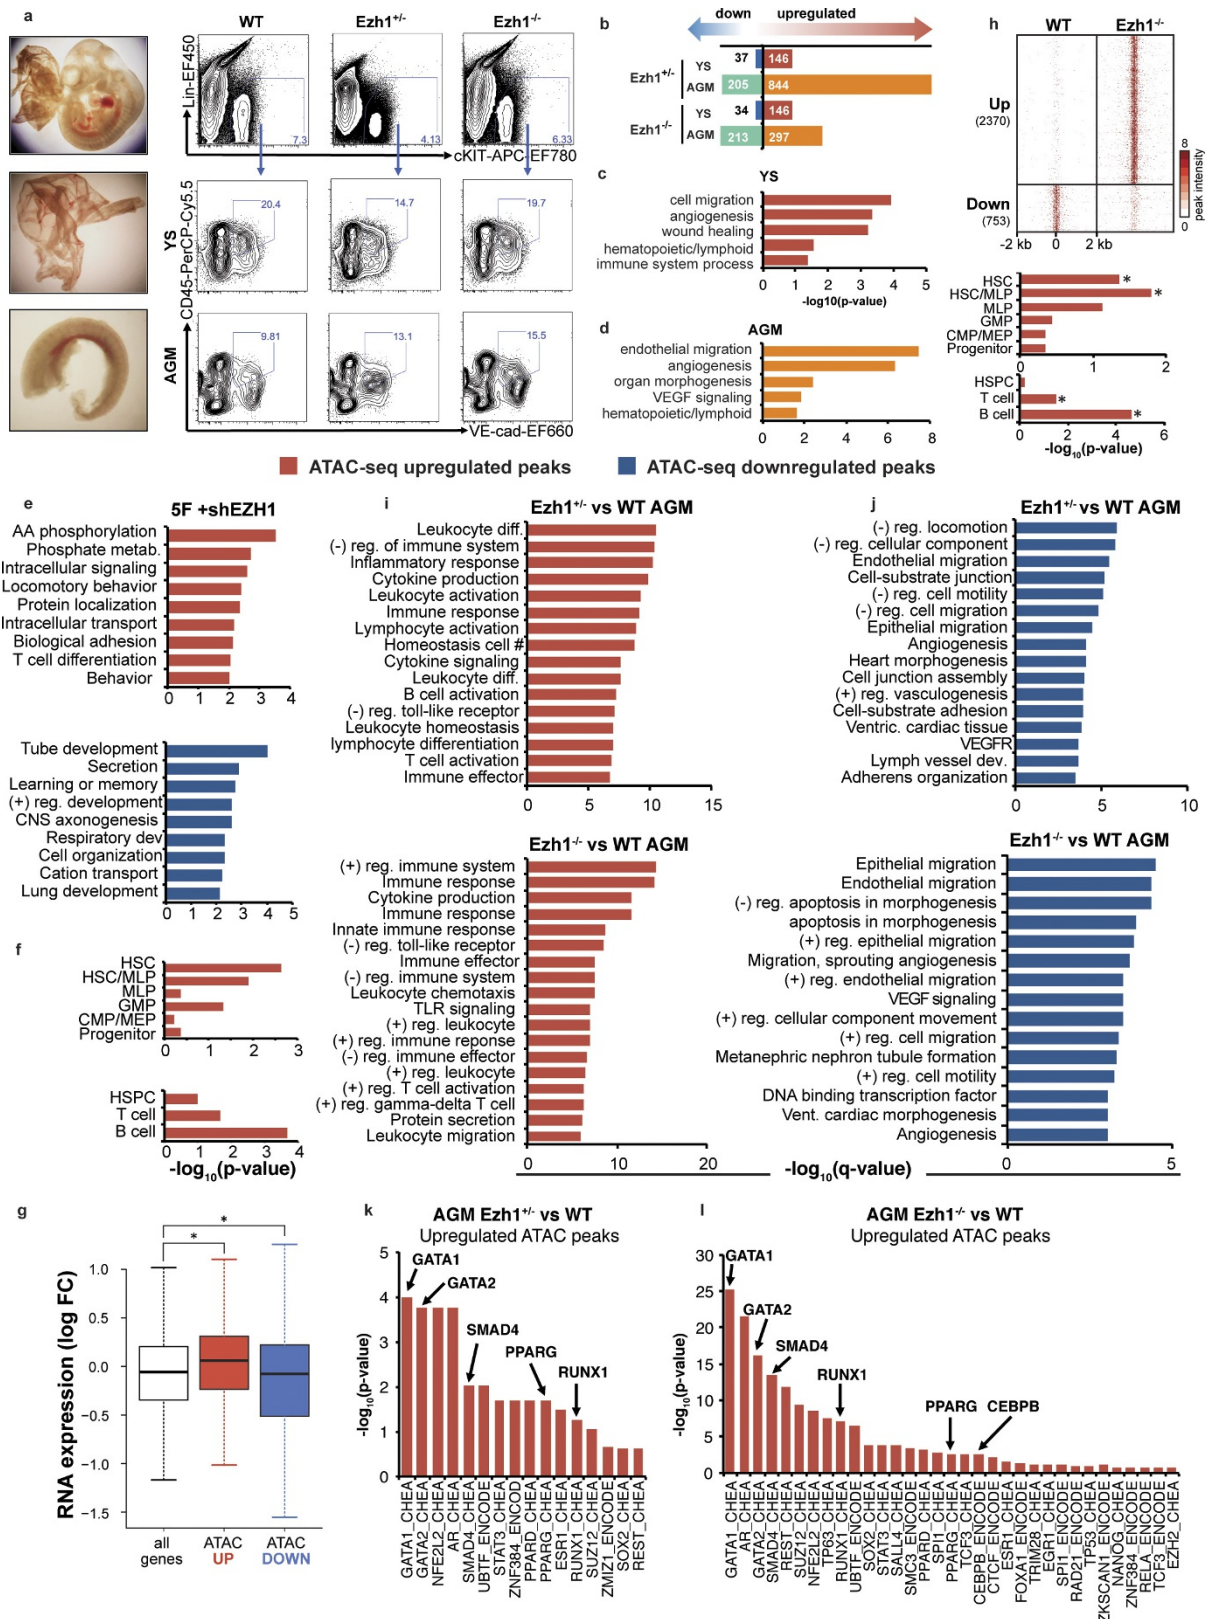 a
WT
Ezh1+/-
Ezh1-/-
Lin-EF450
7.3
4.13
6.33
cKIT-APC-EF780
YS
CD45-PerCP-Cy5.5
20.4
14.7
19.7
AGM
9.81
13.1
15.5
VE-cad-EF660
b
down
upregulated
Ezh1+/-
YS
37
146
AGM
205
844
Ezh1-/-
YS
34
146
AGM
213
297
c
YS
cell migration
angiogenesis
wound healing
hematopoietic/lymphoid
immune system process
0 1 2 3 4 5
-log10(p-value)
d
AGM
endothelial migration
angiogenesis
organ morphogenesis
VEGF signaling
hematopoietic/lymphoid
0 2 4 6 8
h
WT
Ezh1-/-
Up
(2370)
Down
(753)
-2 kb 0 2 kb
8
0
peak intensity
HSC *
HSC/MLP *
MLP
GMP
CMP/MEP
Progenitor
0 1 2
HSPC
T cell *
B cell *
0 2 4 6
-log10(p-value)
ATAC-seq upregulated peaks
ATAC-seq downregulated peaks
e
5F +shEZH1
AA phosphorylation
Phosphate metab.
Intracellular signaling
Locomotory behavior
Protein localization
Intracellular transport
Biological adhesion
T cell differentiation
Behavior
0 1 2 3 4
Tube development
Secretion
Learning or memory
(+) reg. development
CNS axonogenesis
Respiratory dev
Cell organization
Cation transport
Lung development
0 1 2 3 4 5
f
HSC
HSC/MLP
MLP
GMP
CMP/MEP
Progenitor
0 1 2 3
HSPC
T cell
B cell
0 1 2 3 4
-log10(p-value)
i
Ezh1+/- vs WT AGM
Leukocyte diff.
(-) reg. of immune system
Inflammatory response
Cytokine production
Leukocyte activation
Immune response
Lymphocyte activation
Homeostasis cell #
Cytokine signaling
Leukocyte diff.
B cell activation
(-) reg. toll-like receptor
Leukocyte homeostasis
lymphocyte differentiation
T cell activation
Immune effector
0 5 10 15
Ezh1-/- vs WT AGM
(+) reg. immune system
Immune response
Cytokine production
Immune response
Innate immune response
(-) reg. toll-like receptor
Immune effector
(-) reg. immune system
Leukocyte chemotaxis
TLR signaling
(+) reg. leukocyte
(+) reg. immune reponse
(-) reg. immune effector
(+) reg. leukocyte
(+) reg. T cell activation
(+) reg. gamma-delta T cell
Protein secretion
Leukocyte migration
0 10 20
-log10(q-value)
j
Ezh1+/- vs WT AGM
(-) reg. locomotion
(-) reg. cellular component
Endothelial migration
Cell-substrate junction
(-) reg. cell motility
(-) reg. cell migration
Epithelial migration
Angiogenesis
Heart morphogenesis
Cell junction assembly
(+) reg. vasculogenesis
Cell-substrate adhesion
Ventric. cardiac tissue
VEGFR
Lymph vessel dev.
Adherens organization
0 5 10
Ezh1-/- vs WT AGM
Epithelial migration
Endothelial migration
(-) reg. apoptosis in morphogenesis
apoptosis in morphogenesis
(+) reg. epithelial migration
Migration, sprouting angiogenesis
(+) reg. endothelial migration
VEGF signaling
(+) reg. cellular component movement
(+) reg. cell migration
Metanephric nephron tubule formation
(+) reg. cell motility
DNA binding transcription factor
Vent. cardiac morphogenesis
Angiogenesis
0 5
g
RNA expression (log FC)
*
*
1.0
0.5
0.0
−0.5
−1.0
−1.5
all genes
ATAC UP
ATAC DOWN
k
AGM Ezh1+/- vs WT
Upregulated ATAC peaks
-log10(p-value)
5
4
3
2
1
0
GATA1
GATA2
SMAD4
PPARG
RUNX1
GATA1_CHEA
GATA2_CHEA
NFE2L2_CHEA
AR_CHEA
SMAD4_CHEA
UBTF_ENCODE
STAT3_CHEA
ZNF384_ENCOD
PPARD_CHEA
PPARG_CHEA
ESR1_CHEA
RUNX1_CHEA
SUZ12_CHEA
ZMIZ1_ENCODE
SOX2_CHEA
REST_CHEA
l
AGM Ezh1-/- vs WT
Upregulated ATAC peaks
-log10(p-value)
30
25
20
15
10
5
0
GATA1
GATA2
SMAD4
RUNX1
PPARG
CEBPB
GATA1_CHEA
AR_CHEA
GATA2_CHEA
SMAD4_CHEA
REST_CHEA
SUZ12_CHEA
NFE2L2_CHEA
TP63_CHEA
RUNX1_CHEA
UBTF_ENCODE
SOX2_CHEA
STAT3_CHEA
SALL4_CHEA
SMC3_ENCODE
PPARD_CHEA
SPI1_CHEA
PPARG_CHEA
TCF3_CHEA
CEBPB_ENCODE
CTCF_ENCODE
ESR1_CHEA
FOXA1_ENCODE
TRIM28_CHEA
EGR1_CHEA
SPI1_ENCODE
RAD21_ENCODE
TP53_CHEA
ZKSCAN1_ENCODE
NANOG_CHEA
ZNF384_ENCODE
RELA_ENCODE
TCF3_ENCODE
EZH2_CHEA